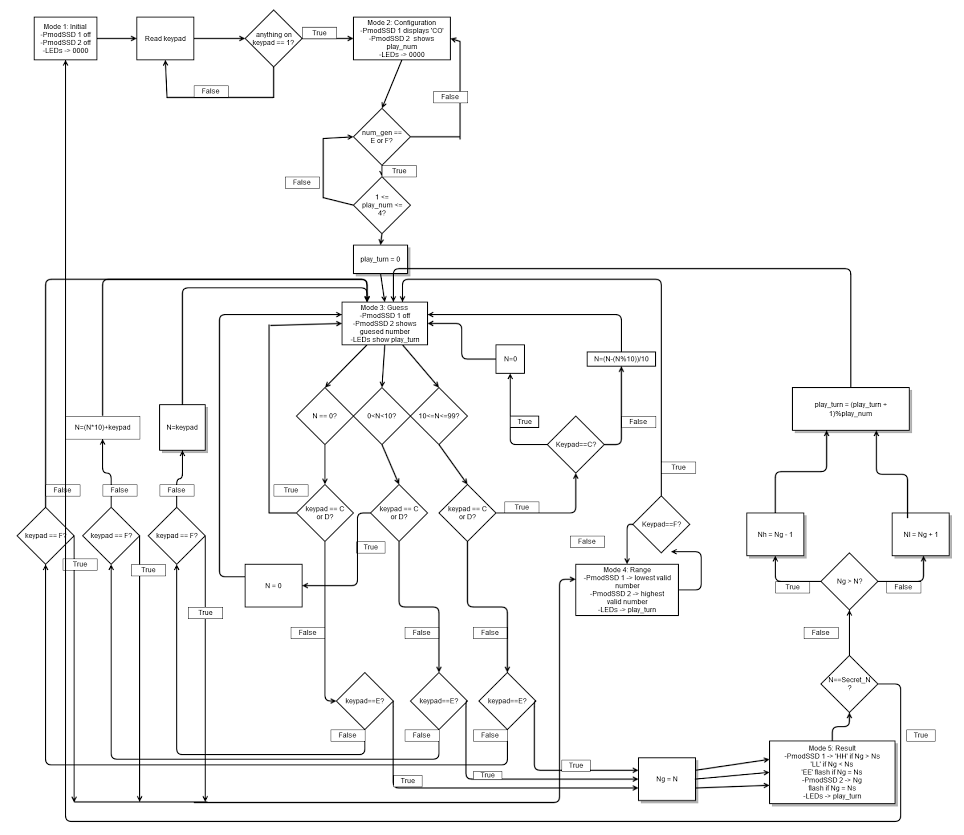 Mode 1: Initial
-PmodSSD 1 off
-PmodSSD 2 off
-LEDs -> 0000
Read keypad
anything on
keypad == 1?
True
False
Mode 2: Configuration
-PmodSSD 1 displays 'CO'
-PmodSSD 2 shows
play_num
-LEDs -> 0000
False
num_gen ==
E or F?
True
False
1 <=
play_num <=
4?
play_turn = 0
Mode 3: Guess
-PmodSSD 1 off
-PmodSSD 2 shows
guesed number
-LEDs show play_turn
N=0
N=(N-(N%10))/10
N == 0?
0<N<10?
10<=N<=99?
True
False
Keypad==C?
play_turn = (play_turn +
1)%play_num
N=(N*10)+keypad
N=keypad
False
False
False
True
keypad == C
or D?
keypad == C
or D?
keypad == C
or D?
True
True
True
Keypad==F?
False
keypad == F?
keypad == F?
keypad == F?
True
True
True
Mode 4: Range
-PmodSSD 1 -> lowest valid
number
-PmodSSD 2 -> highest
valid number
-LEDs -> play_turn
N = 0
Nh = Ng - 1
Nl = Ng + 1
Ng > N?
True
False
False
False
False
False
N==Secret_N
?
True
keypad==E?
keypad==E?
keypad==E?
False
False
False
True
True
True
Ng = N
Mode 5: Result
-PmodSSD 1 -> 'HH' if Ng > Ns
'LL' if Ng < Ns
'EE' flash if Ng = Ns
-PmodSSD 2 -> Ng
flash if Ng = Ns
-LEDs -> play_turn